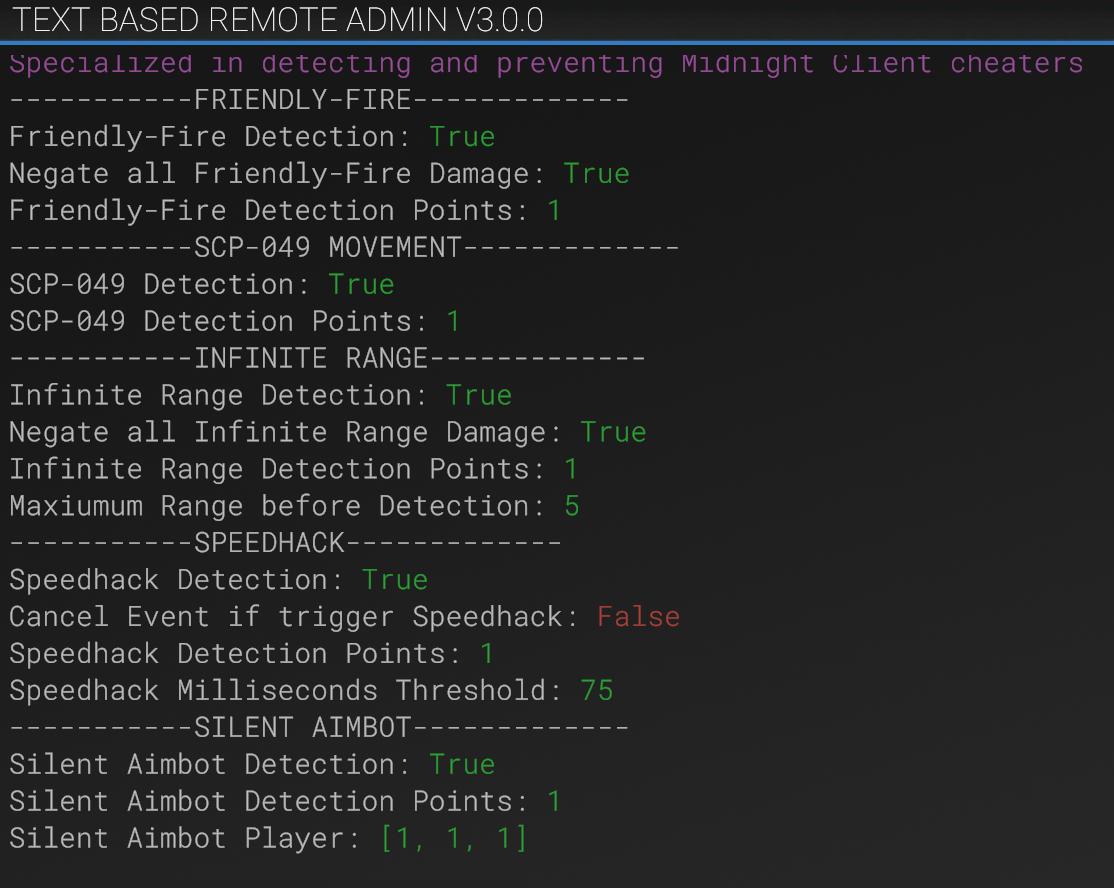 TEXT BASED REMOTE ADMIN V3.0.0
Specialized in detecting and preventing Midnight Client cheaters
-----------FRIENDLY-FIRE-------------
Friendly-Fire Detection: True
Negate all Friendly-Fire Damage: True
Friendly-Fire Detection Points: 1
-----------SCP-049 MOVEMENT-------------
SCP-049 Detection: True
SCP-049 Detection Points: 1
-----------INFINITE RANGE-------------
Infinite Range Detection: True
Negate all Infinite Range Damage: True
Infinite Range Detection Points: 1
Maxiumum Range before Detection: 5
-----------SPEEDHACK-------------
Speedhack Detection: True
Cancel Event if trigger Speedhack: False
Speedhack Detection Points: 1
Speedhack Milliseconds Threshold: 75
-----------SILENT AIMBOT-------------
Silent Aimbot Detection: True
Silent Aimbot Detection Points: 1
Silent Aimbot Player: [1, 1, 1]